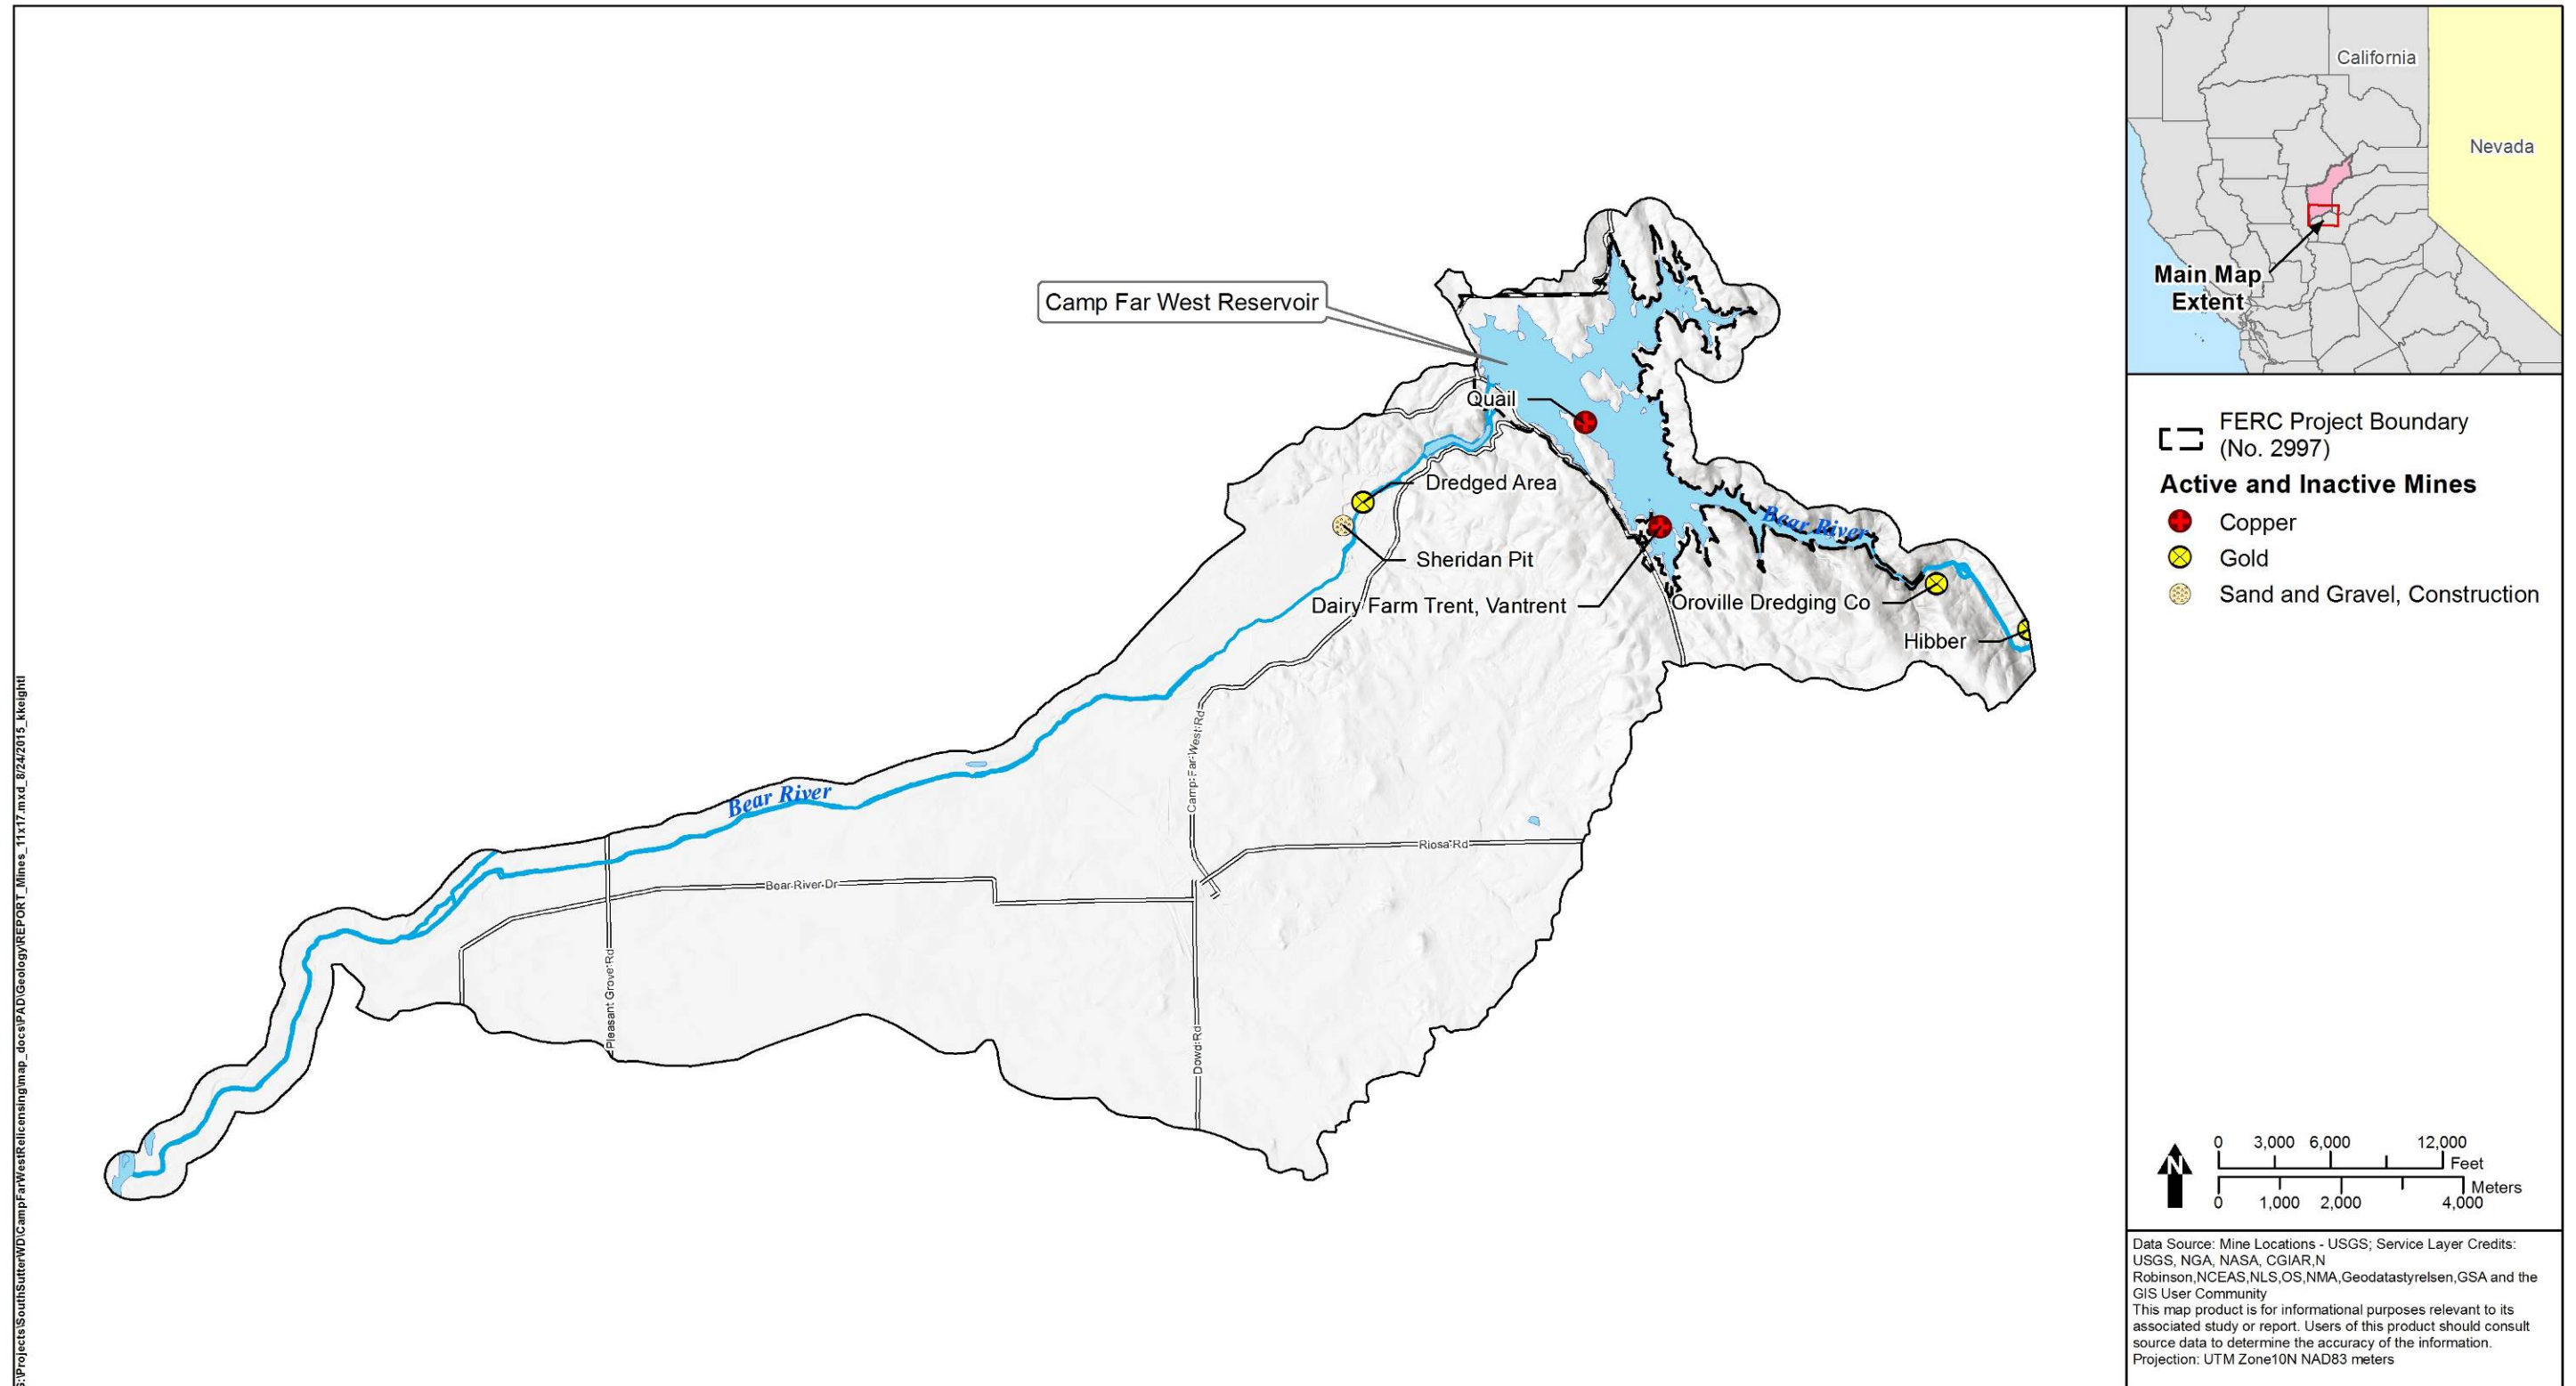 Camp Far West Reservoir
Quail
Dredged Area
Sheridan Pit
Dairy Farm Trent, Vantrent
Bear River
Oroville Dredging Co
Hibber
Camp Far West Rd
Bear River
Riosa Rd
Bear River Dr
Pleasant Grove Rd
Dowd Rd
S:\Projects\SouthSutterWD\CampFarWestRelicensing\map_docs\PAD\Geology\REPORT_Mines_11x17.mxd_8/24/2015_kkeightl
California
Nevada
Main Map
Extent
FERC Project Boundary
(No. 2997)
Active and Inactive Mines
Copper
Gold
Sand and Gravel, Construction
N
0 3,000 6,000 12,000
Feet
Meters
0 1,000 2,000 4,000
Data Source: Mine Locations - USGS; Service Layer Credits:
USGS, NGA, NASA, CGIAR,N
Robinson,NCEAS,NLS,OS,NMA,Geodatastyrelsen,GSA and the
GIS User Community
This map product is for informational purposes relevant to its
associated study or report. Users of this product should consult
source data to determine the accuracy of the information.
Projection: UTM Zone10N NAD83 meters